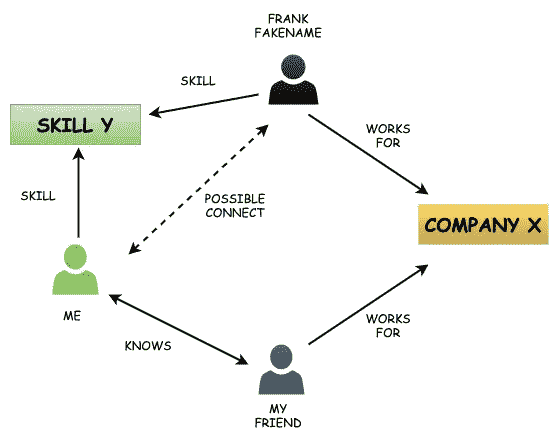 FRANK
FAKENAME
SKILL
SKILL Y
WORKS
FOR
SKILL
POSSIBLE
CONNECT
COMPANY X
ME
WORKS
FOR
KNOWS
MY
FRIEND